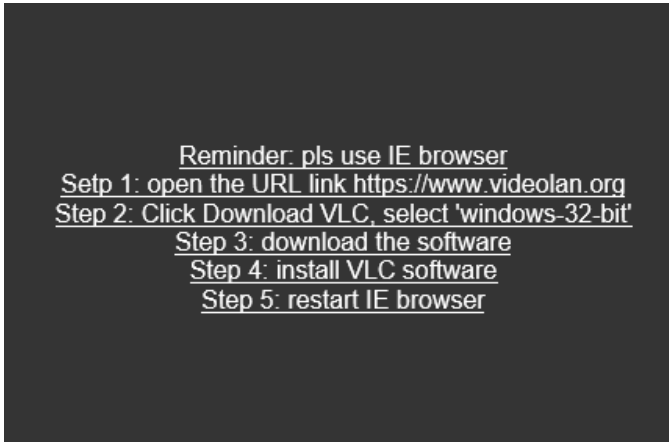 Reminder: pls use IE browser
Setp 1: open the URL link https://www.videolan.org
Step 2: Click Download VLC, select 'windows-32-bit'
Step 3: download the software
Step 4: install VLC software
Step 5: restart IE browser